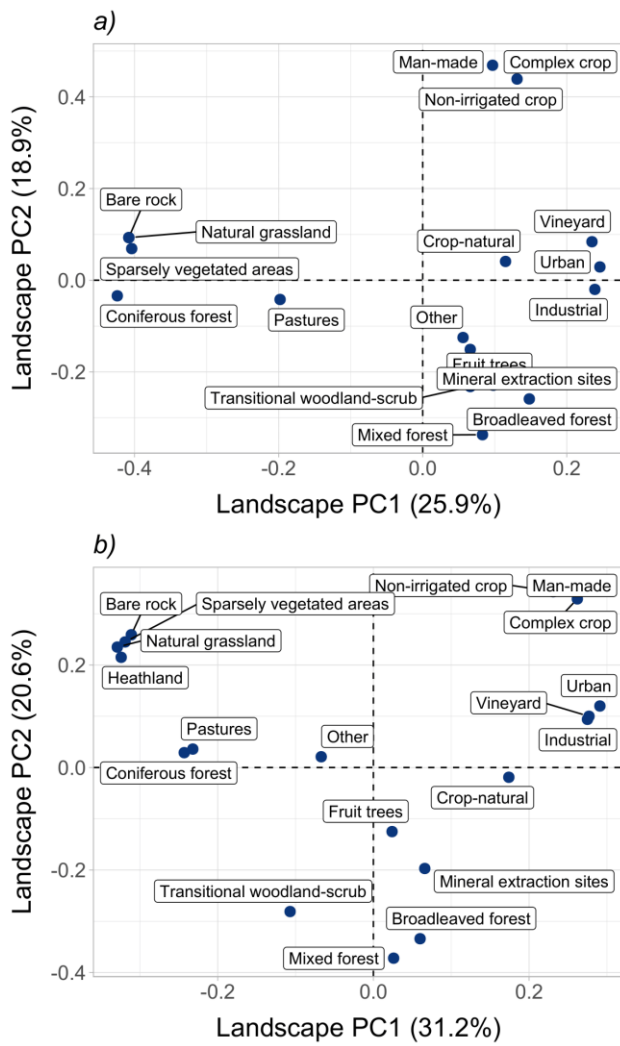 a)
Man-made
Complex crop
Non-irrigated crop
0.4
0.2
Bare rock
Natural grassland
Vineyard
Crop-natural
Urban
Sparsely vegetated areas
0.0
Coniferous forest
Pastures
Other
Industrial
Fruit trees
Mineral extraction sites
-0.2
Transitional woodland-scrub
Broadleaved forest
Mixed forest
-0.4
-0.2
0.0
0.2
Landscape PC2 (18.9%)
Landscape PC1 (25.9%)
b)
Non-irrigated crop
Man-made
Bare rock
Sparsely vegetated areas
Complex crop
Natural grassland
0.2
Heathland
Urban
Vineyard
Pastures
Other
Industrial
Coniferous forest
0.0
Crop-natural
Fruit trees
Mineral extraction sites
-0.2
Transitional woodland-scrub
Broadleaved forest
Mixed forest
-0.4
-0.2
0.0
0.2
Landscape PC2 (20.6%)
Landscape PC1 (31.2%)